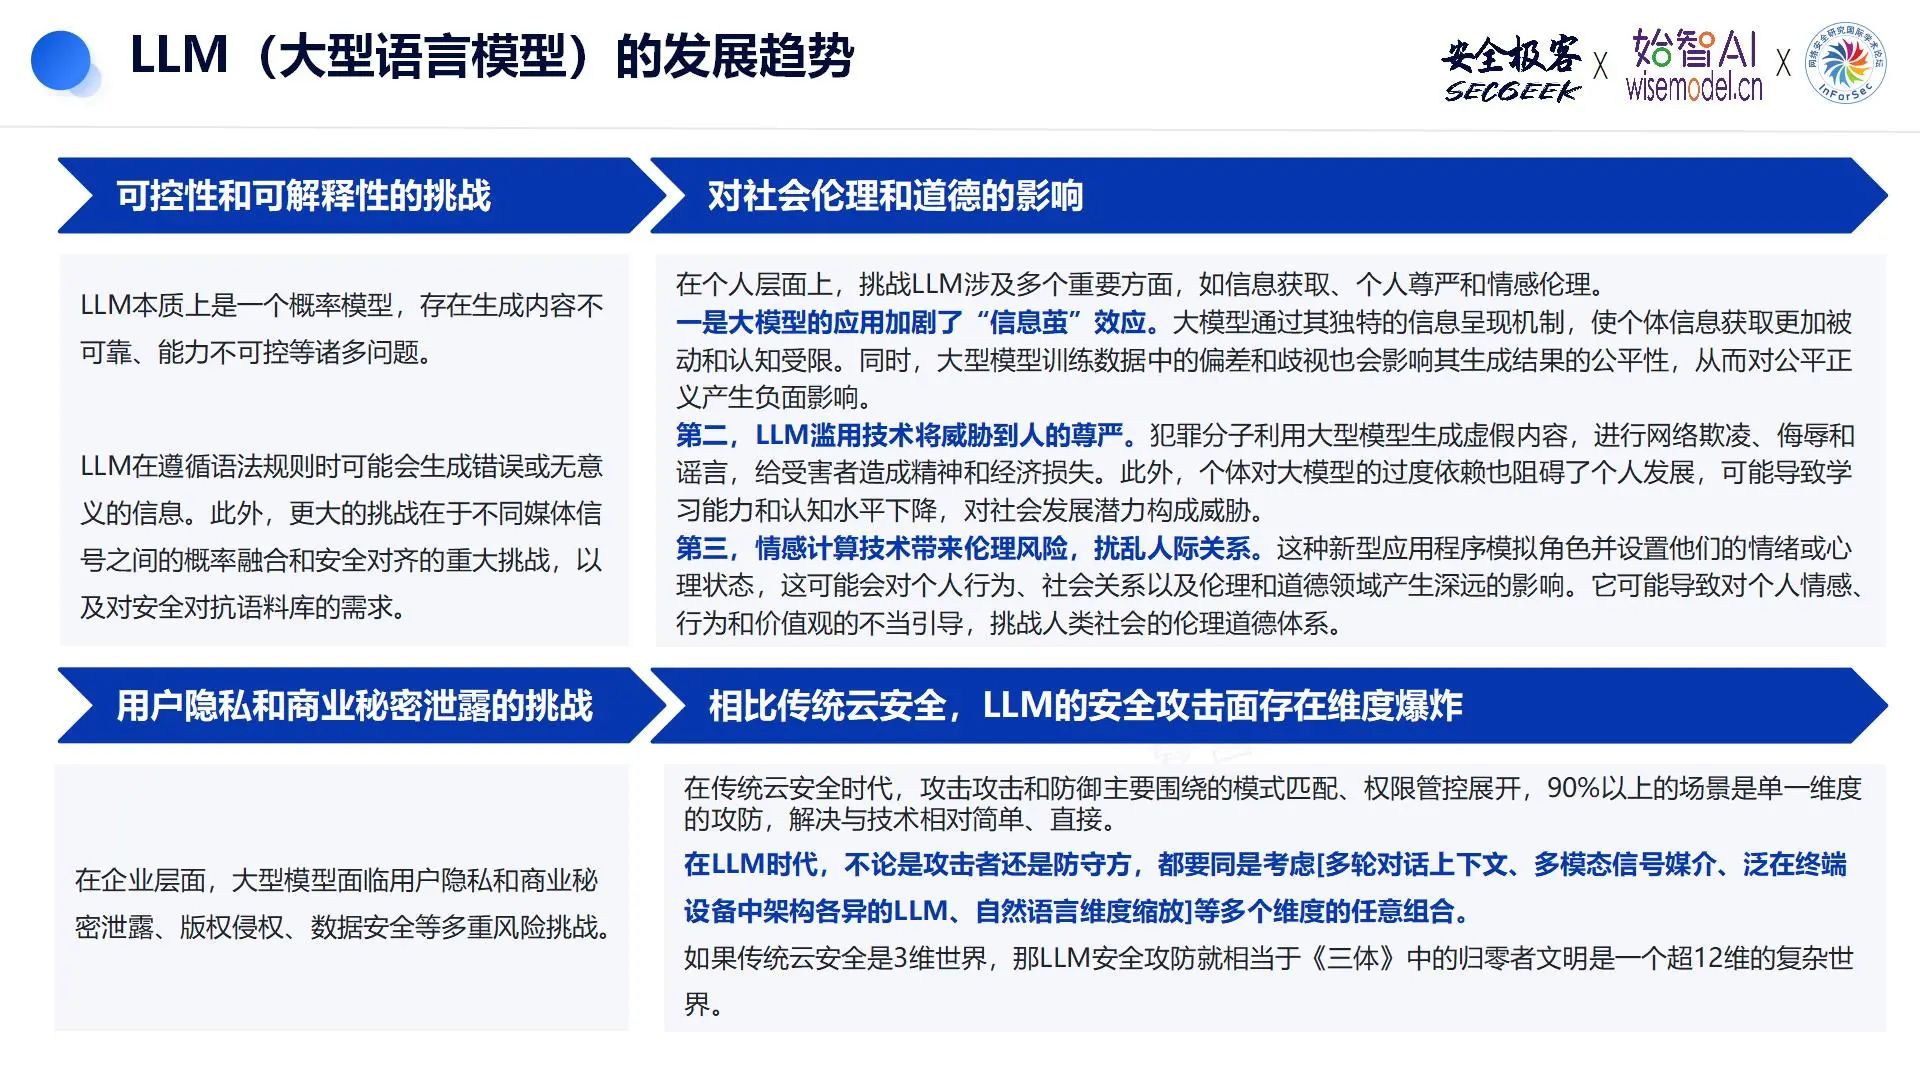 LLM（大型语言模型）的发展趋势
安全极客
SECGEEK
X
始智AI
wisemodel.cn
X
网络安全研究国际学术论坛
InForSec
可控性和可解释性的挑战
LLM本质上是一个概率模型，存在生成内容不
可靠、能力不可控等诸多问题。
LLM在遵循语法规则时可能会生成错误或无意
义的信息。此外，更大的挑战在于不同媒体信
号之间的概率融合和安全对齐的重大挑战，以
及对安全对抗语料库的需求。
对社会伦理和道德的影响
在个人层面上，挑战LLM涉及多个重要方面，如信息获取、个人尊严和情感伦理。
一是大模型的应用加剧了“信息茧”效应。大模型通过其独特的信息呈现机制，使个体信息获取更加被
动和认知受限。同时，大型模型训练数据中的偏差和歧视也会影响其生成结果的公平性，从而对公平正
义产生负面影响。
第二，LLM滥用技术将威胁到人的尊严。犯罪分子利用大型模型生成虚假内容，进行网络欺凌、侮辱和
谣言，给受害者造成精神和经济损失。此外，个体对大模型的过度依赖也阻碍了个人发展，可能导致学
习能力和认知水平下降，对社会发展潜力构成威胁。
第三，情感计算技术带来伦理风险，扰乱人际关系。这种新型应用程序模拟角色并设置他们的情绪或心
理状态，这可能会对个人行为、社会关系以及伦理和道德领域产生深远的影响。它可能导致对个人情感、
行为和价值观的不当引导，挑战人类社会的伦理道德体系。
用户隐私和商业秘密泄露的挑战
在企业层面，大型模型面临用户隐私和商业秘
密泄露、版权侵权、数据安全等多重风险挑战。
相比传统云安全，LLM的安全攻击面存在维度爆炸
在传统云安全时代，攻击攻击和防御主要围绕的模式匹配、权限管控展开，90%以上的场景是单一维度
的攻防，解决与技术相对简单、直接。
在LLM时代，不论是攻击者还是防守方，都要同是考虑[多轮对话上下文、多模态信号媒介、泛在终端
设备中架构各异的LLM、自然语言维度缩放]等多个维度的任意组合。
如果传统云安全是3维世界，那LLM安全攻防就相当于《三体》中的归零者文明是一个超12维的复杂世
界。